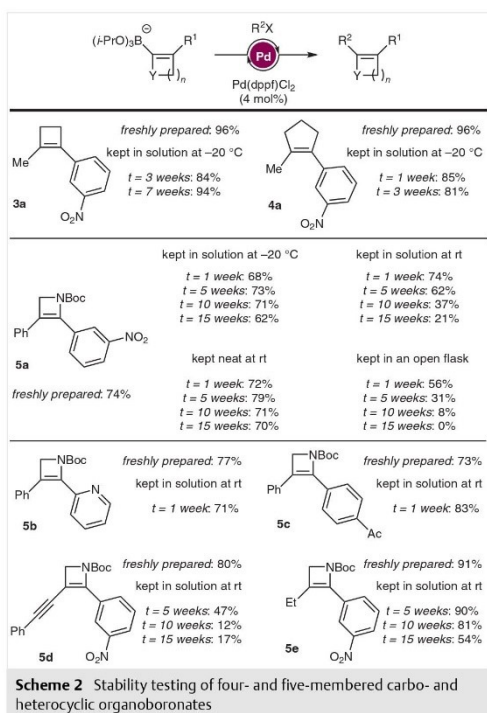 (i-PrO)₃B
⊖
R¹
Y
( )n
R²X
Pd
Pd(dppf)Cl₂
(4 mol%)
R²
R¹
Y
( )n
Me
NO₂
3a
freshly prepared: 96%
kept in solution at –20 °C
t = 3 weeks: 84%
t = 7 weeks: 94%
Me
NO₂
4a
freshly prepared: 96%
kept in solution at –20 °C
t = 1 week: 85%
t = 3 weeks: 81%
NBoc
Ph
NO₂
5a
freshly prepared: 74%
kept in solution at –20 °C
t = 1 week: 68%
t = 5 weeks: 73%
t = 10 weeks: 71%
t = 15 weeks: 62%
kept in solution at rt
t = 1 week: 74%
t = 5 weeks: 62%
t = 10 weeks: 37%
t = 15 weeks: 21%
kept neat at rt
t = 1 week: 72%
t = 5 weeks: 79%
t = 10 weeks: 71%
t = 15 weeks: 70%
kept in an open flask
t = 1 week: 56%
t = 5 weeks: 31%
t = 10 weeks: 8%
t = 15 weeks: 0%
NBoc
Ph
N
5b
freshly prepared: 77%
kept in solution at rt
t = 1 week: 71%
NBoc
Ph
Ac
5c
freshly prepared: 73%
kept in solution at rt
t = 1 week: 83%
NBoc
Ph
NO₂
5d
freshly prepared: 80%
kept in solution at rt
t = 5 weeks: 47%
t = 10 weeks: 12%
t = 15 weeks: 17%
NBoc
Et
NO₂
5e
freshly prepared: 91%
kept in solution at rt
t = 5 weeks: 90%
t = 10 weeks: 81%
t = 15 weeks: 54%
Scheme 2 Stability testing of four- and five-membered carbo- and
heterocyclic organoboronates